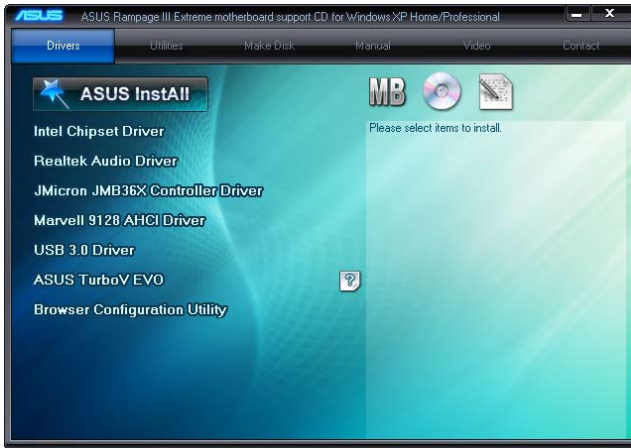 ASUS ASUS Rampage III Extreme motherboard support CD for Windows XP Home/Professional
Drivers Utilities Make Disk Manual Video Contact
ASUS InstAll
MB
Please select items to install.
Intel Chipset Driver
Realtek Audio Driver
JMicron JMB36X Controller Driver
Marvell 9128 AHCI Driver
USB 3.0 Driver
ASUS TurboV EVO
?
Browser Configuration Utility